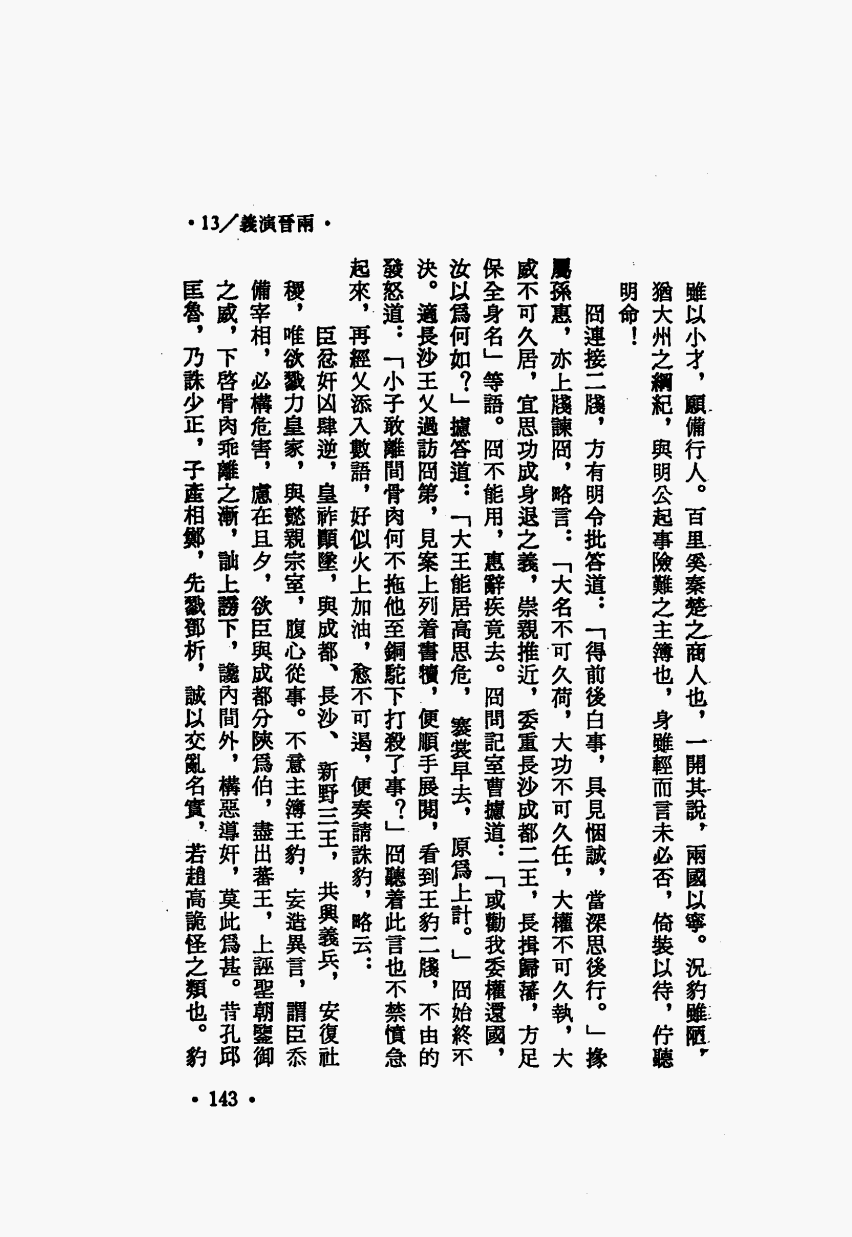 •13／義演晉兩•
雖以小才，願備行人。百里奚秦楚之商人也，一開其說，兩國以寧。況豹雖陋，
猶大州之綱紀，與明公起事險難之主簿也，身雖輕而言未必否，倚裝以待，佇聽
明命！
冏連接二牋，方有明令批答道：「得前後白事，具見悃誠，當深思後行。」掾
屬孫惠，亦上牋諫冏，略言：「大名不可久荷，大功不可久任，大權不可久執，大
威不可久居，宜思功成身退之義，崇親推近，委重長沙成都二王，長揖歸藩，方足
保全身名」等語。冏不能用，惠辭疾竟去。冏問記室曹攄道：「或勸我委權還國，
汝以爲何如？」攄答道：「大王能居高思危，褰裳早去，原爲上計。」冏始終不
決。適長沙王乂過訪冏第，見案上列着書牘，便順手展閱，看到王豹二牋，不由的
發怒道：「小子敢離間骨肉何不拖他至銅駝下打殺了事？」冏聽着此言也不禁憤急
起來，再經乂添入數語，好似火上加油，愈不可遏，便奏請誅豹，略云：
臣忿奸凶肆逆，皇祚顚墜，與成都、長沙、新野三王，共興義兵，安復社
稷，唯欲戮力皇家，與懿親宗室，腹心從事。不意主簿王豹，妄造異言，謂臣忝
備宰相，必構危害，慮在旦夕，欲臣與成都分陝爲伯，盡出蕃王，上誣聖朝鑒御
之威，下啓骨肉乖離之漸，訕上謗下，讒內間外，構惡導奸，莫此爲甚。昔孔邱
匡魯，乃誅少正，子產相鄭，先戮鄧析，誠以交亂名實，若趙高詭怪之類也。豹
•143•